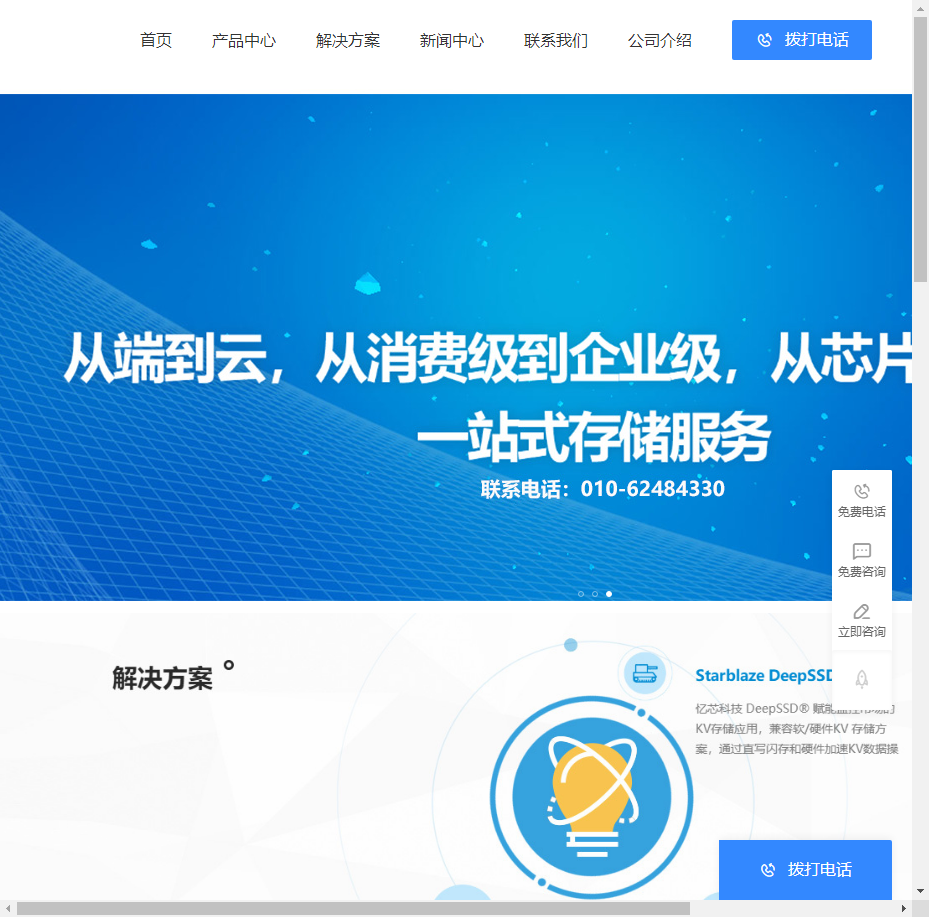 首页 产品中心 解决方案 新闻中心 联系我们 公司介绍 拨打电话
从端到云，从消费级到企业级，从芯片
一站式存储服务
联系电话：010-62484330
免费电话
免费咨询
立即咨询
解决方案
Starblaze DeepSSD
忆芯科技 DeepSSD® 赋能监控市场的
KV存储应用，兼容软/硬件KV 存储方
案，通过直写闪存和硬件加速KV数据操
拨打电话